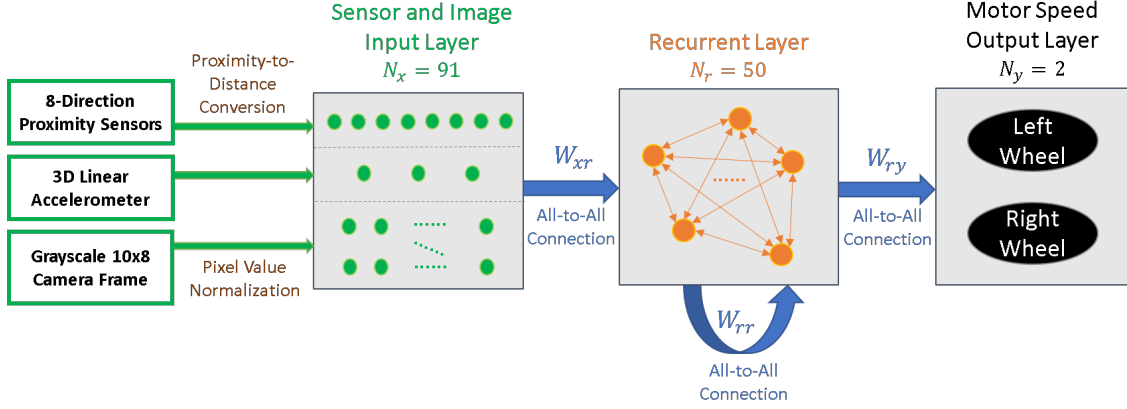 Sensor and Image
Input Layer
N_x = 91
Recurrent Layer
N_r = 50
Motor Speed
Output Layer
N_y = 2
Proximity-to-
Distance
Conversion
8-Direction
Proximity Sensors
3D Linear
Accelerometer
Grayscale 10x8
Camera Frame
Pixel Value
Normalization
W_xr
All-to-All
Connection
W_rr
All-to-All
Connection
W_ry
All-to-All
Connection
Left
Wheel
Right
Wheel